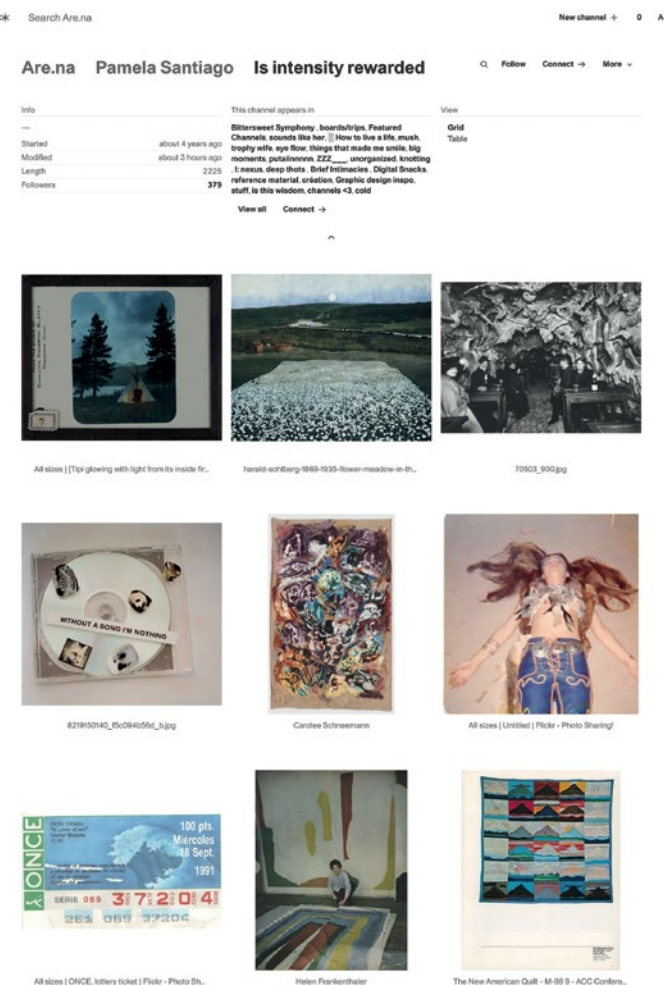 Search Are.na
New channel +
0
A
Are.na Pamela Santiago Is intensity rewarded
Follow Connect → More
Info
—
Started about 4 years ago
Modified about 3 hours ago
Length 2225
Followers 379
This channel appears in
Bittersweet Symphony, boards/trips, Featured
Channels, sounds like her, How to live a life, mush,
trophy wife, eye flow, things that made me smile, big
moments, putaiinnnnn, ZZZ___, unorganized, knotting
, I: nexus, deep thots, Brief Intimacies, Digital Snacks,
reference material, création, Graphic design inspo,
stuff, is this wisdom, channels <3, cold
View all Connect →
View
Grid
Table
All sizes | [Tipi glowing with light from its inside fir...
harald-sohlberg-1869-1935-flower-meadow-in-th...
70503_900.jpg
WITHOUT A SONG I'M NOTHING
8219150140_f5c094b56d_b.jpg
Carolee Schneemann
All sizes | Untitled | Flickr - Photo Sharing!
ONCE
100 pts.
Miércoles
18 Sept.
1991
SERIE 069 37204
069 37204
All sizes | ONCE, lottery ticket | Flickr - Photo Sh...
Helen Frankenthaler
The New American Quilt - M-98 9 - ACC Confere...